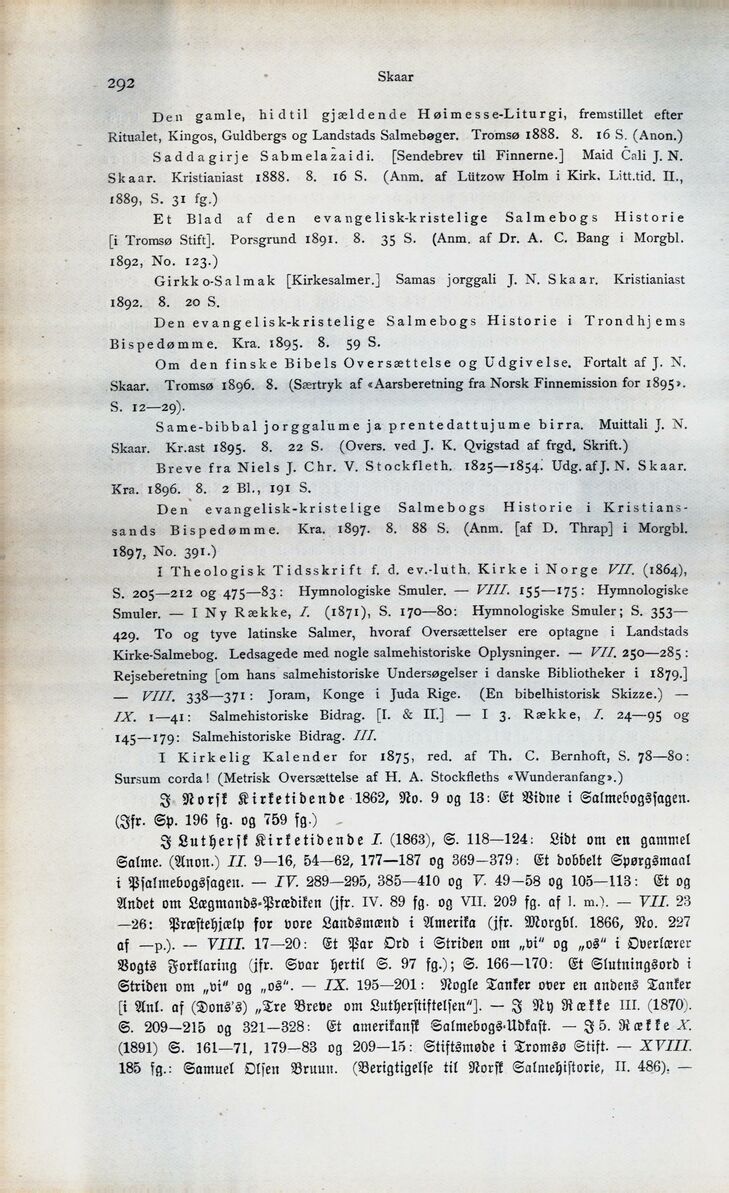 292
Skaar
Den gamle, hidtil gjældende Høimesse-Liturgi, fremstillet efter
Ritualet, Kingos, Guldbergs og Landstads Salmebøger. Tromsø 1888. 8. 16 S. (Anon.)
Saddagirje Sabmelažaidi. [Sendebrev til Finnerne.] Maid Čali J. N.
Skaar. Kristianiast 1888. 8. 16 S. (Anm. af Lützow Holm i Kirk. Litt.tid. II.,
1889, S. 31 fg.)
Et Blad af den evangelisk-kristelige Salmebogs Historie
[i Tromsø Stift]. Porsgrund 1891. 8. 35 S. (Anm. af Dr. A. C. Bang i Morgbl.
1892, No. 123.)
Girkko-Salmak [Kirkesalmer.] Samas jorggali J. N. Skaar. Kristianiast
1892. 8. 20 S.
Den evangelisk-kristelige Salmebogs Historie i Trondhjems
Bispedømme. Kra. 1895. 8. 59 S.
Om den finske Bibels Oversættelse og Udgivelse. Fortalt af J. N.
Skaar. Tromsø 1896. 8. (Særtryk af «Aarsberetning fra Norsk Finnemission for 1895».
S. 12—29).
Same-bibbal jorggalume ja prentedattujume birra. Muittali J. N.
Skaar. Kr.ast 1895. 8. 22 S. (Overs. ved J. K. Qvigstad af frgd. Skrift.)
Breve fra Niels J. Chr. V. Stockfleth. 1825—1854. Udg. af J. N. Skaar.
Kra. 1896. 8. 2 Bl., 191 S.
Den evangelisk-kristelige Salmebogs Historie i Kristians-
sands Bispedømme. Kra. 1897. 8. 88 S. (Anm. [af D. Thrap] i Morgbl.
1897, No. 391.)
I Theologisk Tidsskrift f. d. ev.-luth. Kirke i Norge VII. (1864),
S. 205—212 og 475—83: Hymnologiske Smuler. — VIII. 155—175: Hymnologiske
Smuler. — I Ny Række, I. (1871), S. 170—80: Hymnologiske Smuler; S. 353—
429. To og tyve latinske Salmer, hvoraf Oversættelser ere optagne i Landstads
Kirke-Salmebog. Ledsagede med nogle salmehistoriske Oplysninger. — VII. 250—285:
Rejseberetning [om hans salmehistoriske Undersøgelser i danske Bibliotheker i 1879.]
— VIII. 338—371: Joram, Konge i Juda Rige. (En bibelhistorisk Skizze.) —
IX. 1—41: Salmehistoriske Bidrag. [I. & II.] — I 3. Række, I. 24—95 og
145—179: Salmehistoriske Bidrag. III.
I Kirkelig Kalender for 1875, red. af Th. C. Bernhoft, S. 78—80:
Sursum corda! (Metrisk Oversættelse af H. A. Stockfleths «Wunderanfang».)
I Norsk Kirketidende 1862, No. 9 og 13: Et Vidne i Salmebogssagen.
(Jfr. Sp. 196 fg. og 759 fg.)
I Luthersk Kirketidende I. (1863), S. 118—124: Lidt om en gammel
Salme. (Anon.) II. 9—16, 54—62, 177—187 og 369—379: Et dobbelt Spørgsmaal
i Psalmebogssagen. — IV. 289—295, 385—410 og V. 49—58 og 105—113: Et og
Andet om Lægmands-Prædiken (jfr. IV. 89 fg. og VII. 209 fg. af l. m.). — VII. 23
—26: Præstehjælp for vore Landsmænd i Amerika (jfr. Morgbl. 1866, No. 227
af —p.). — VIII. 17—20: Et Par Ord i Striden om „vi“ og „os“ i Overlærer
Vogts Forklaring (jfr. Svar hertil S. 97 fg.); S. 166—170: Et Slutningsord i
Striden om „vi“ og „os“. — IX. 195—201: Nogle Tanker over en andens Tanker
[i Anl. af (Dons's) „Tre Breve om Lutherstiftelsen“]. — I Ny Række III. (1870).
S. 209—215 og 321—328: Et amerikansk Salmebogs-Udkast. — I 5. Række X.
(1891) S. 161—71, 179—83 og 209—15: Stiftsmøde i Tromsø Stift. — XVIII.
185 fg.: Samuel Olsen Bruun. (Berigtigelse til Norsk Salmehistorie, II. 486). —